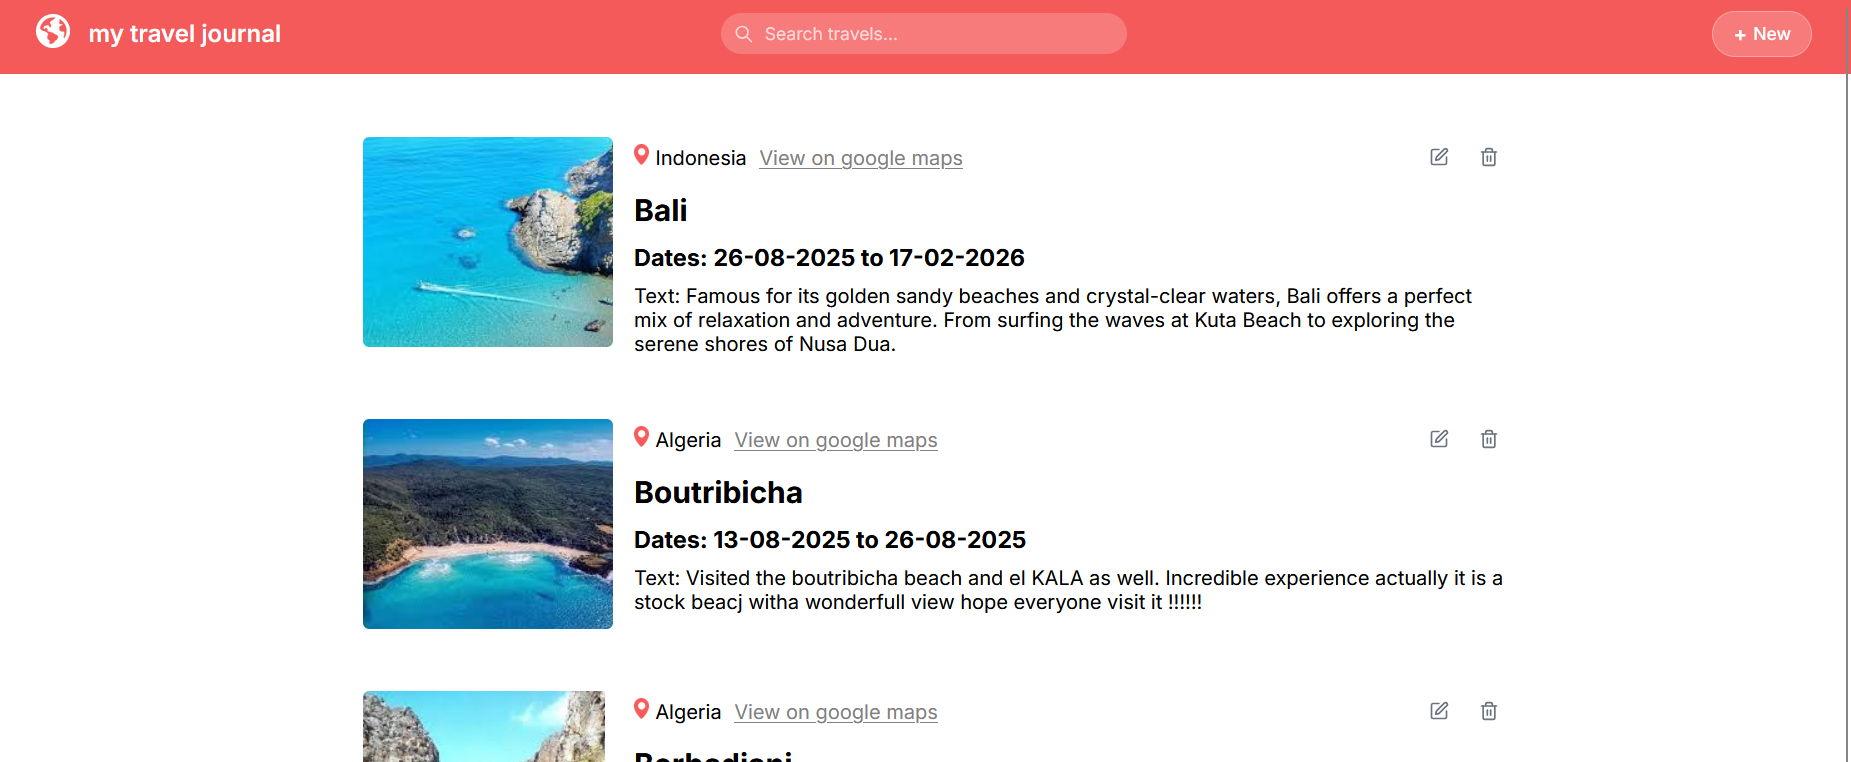 my travel journal
Search travels...
+ New
Indonesia View on google maps
Bali
Dates: 26-08-2025 to 17-02-2026
Text: Famous for its golden sandy beaches and crystal-clear waters, Bali offers a perfect
mix of relaxation and adventure. From surfing the waves at Kuta Beach to exploring the
serene shores of Nusa Dua.
Algeria View on google maps
Boutribicha
Dates: 13-08-2025 to 26-08-2025
Text: Visited the boutribicha beach and el KALA as well. Incredible experience actually it is a
stock beacj witha wonderfull view hope everyone visit it !!!!!!
Algeria View on google maps